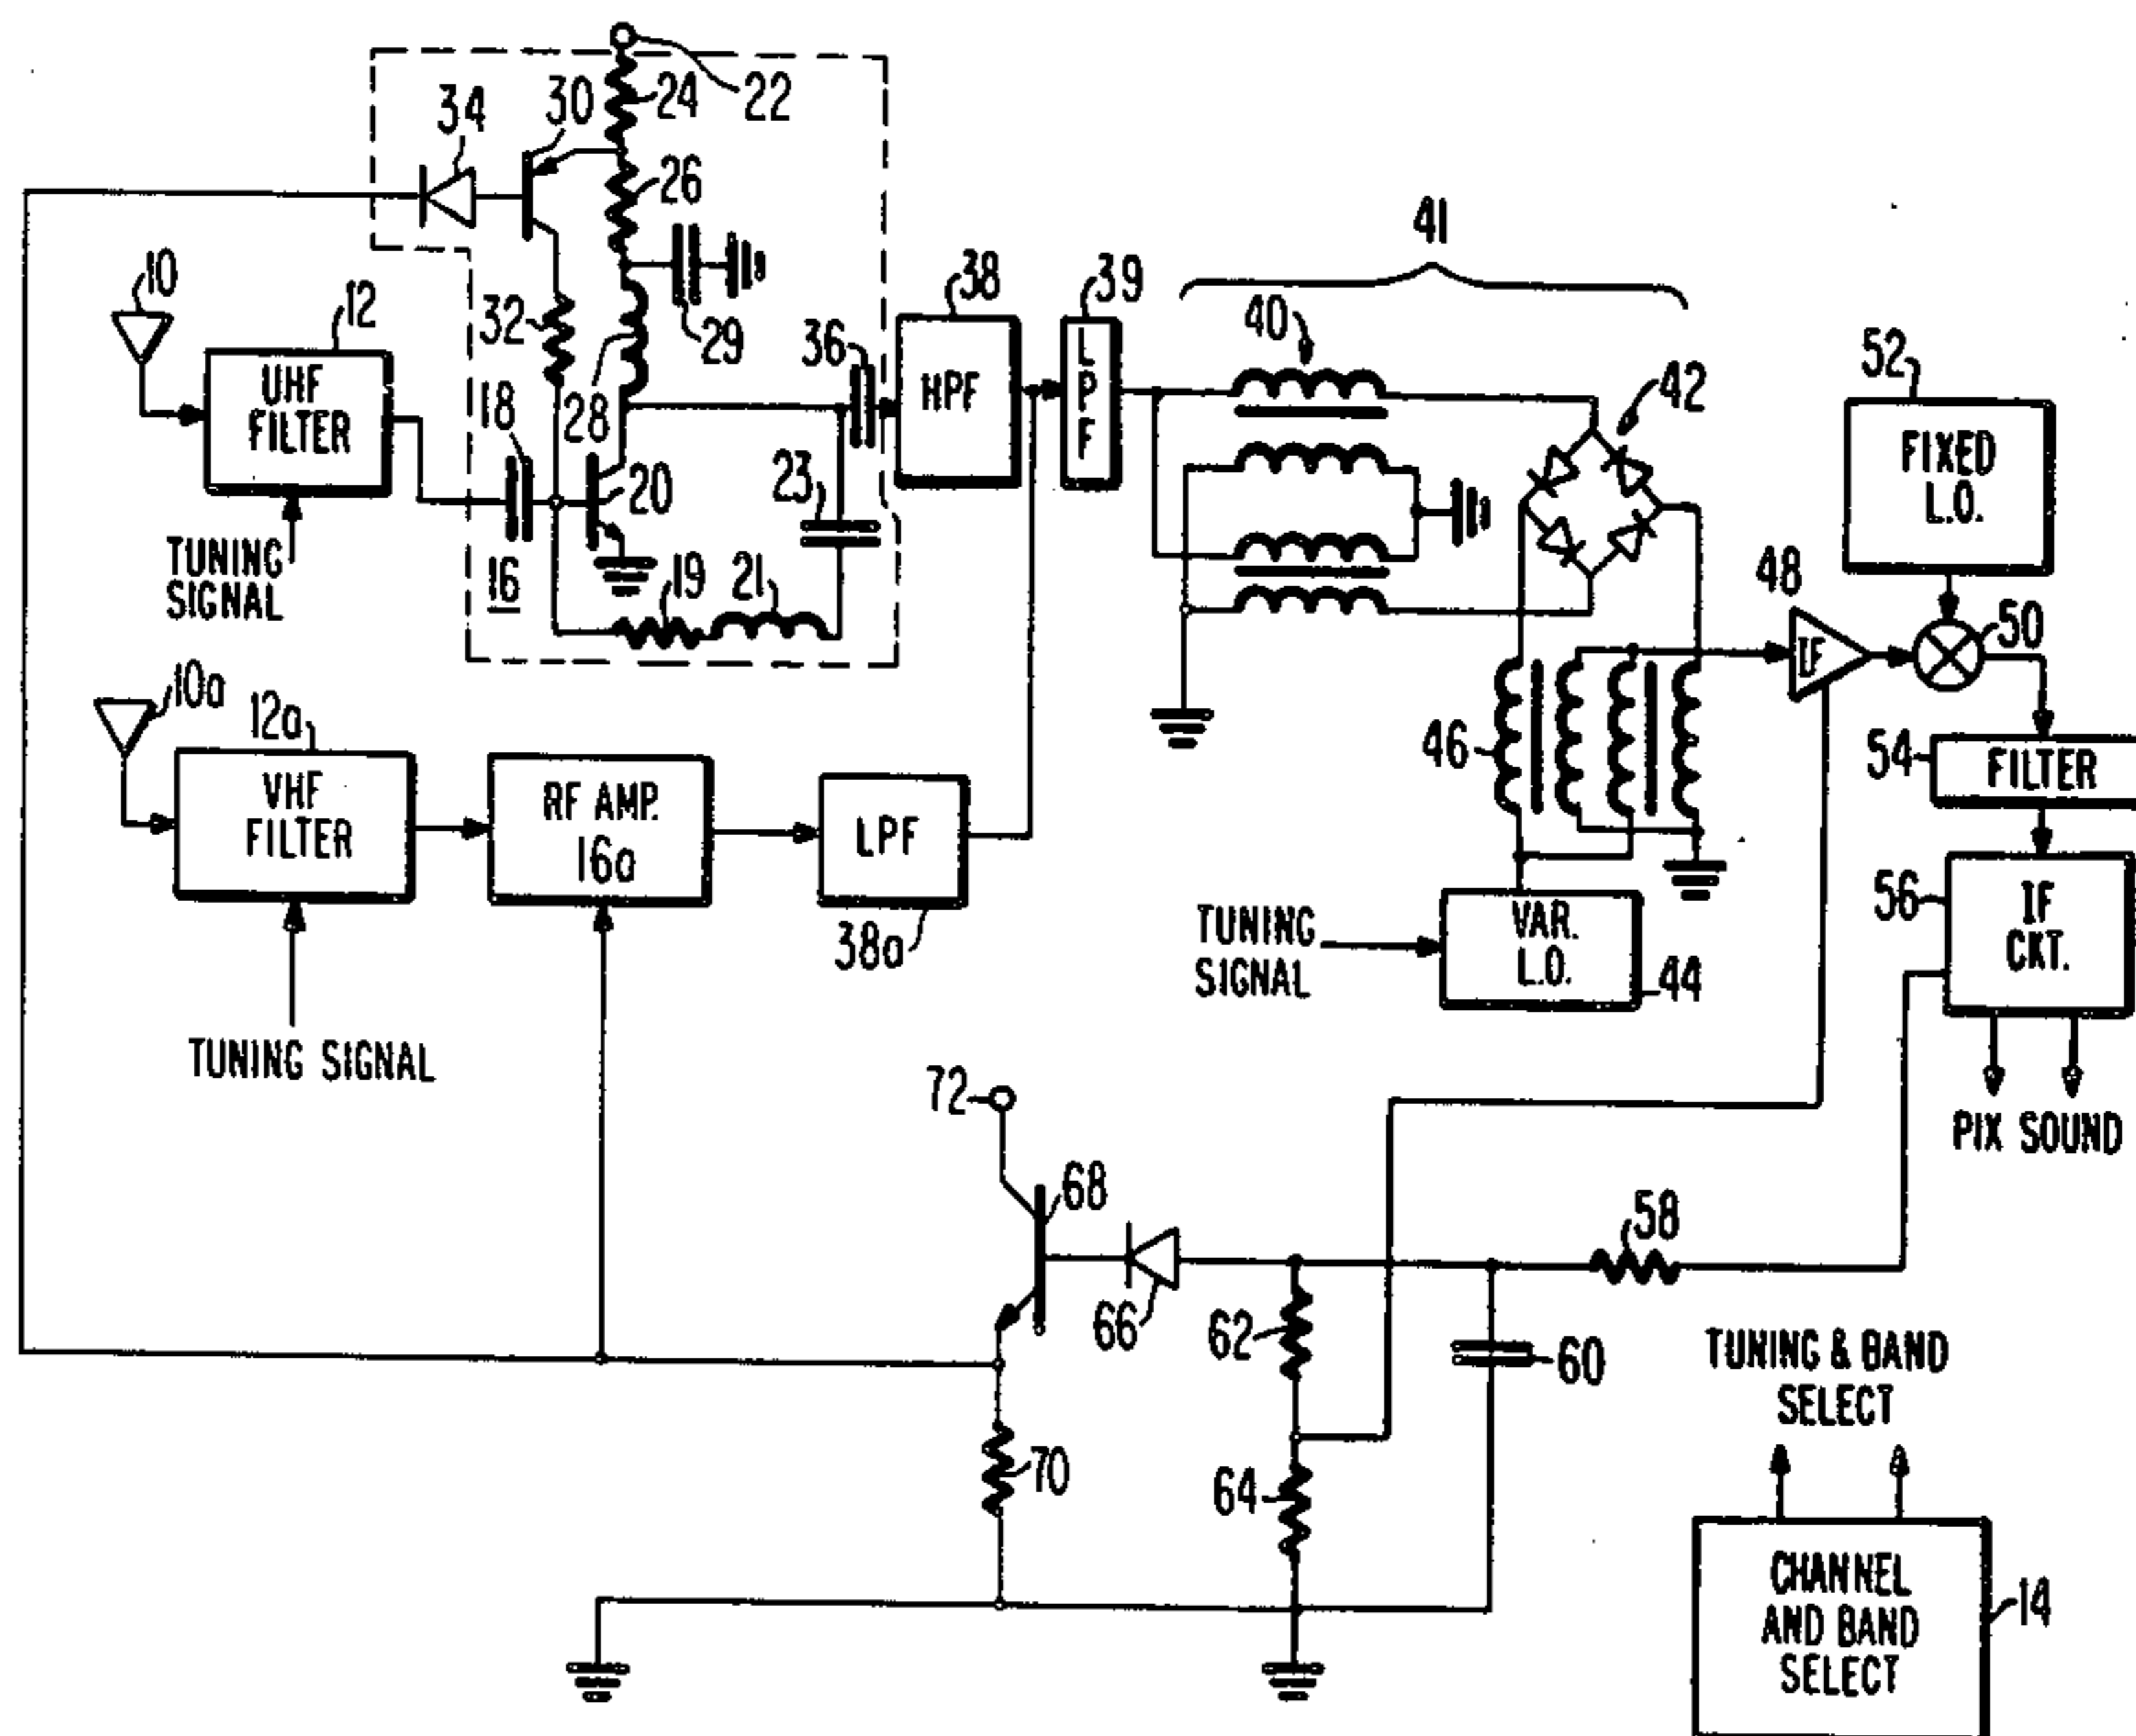 22
24
30
34
26
10
12
UHF
FILTER
32
18
28
29
36
38
HPF
39
LPF
41
40
42
52
FIXED
L.O.
20
23
16
19
21
TUNING
SIGNAL
48
IF
50
10a
12a
VHF
FILTER
RF AMP.
16a
LPF
38a
46
54
FILTER
56
IF
CKT.
TUNING
SIGNAL
VAR.
L.O.
44
TUNING SIGNAL
PIX SOUND
72
68
66
62
58
60
64
70
TUNING & BAND
SELECT
CHANNEL
AND BAND
SELECT
14